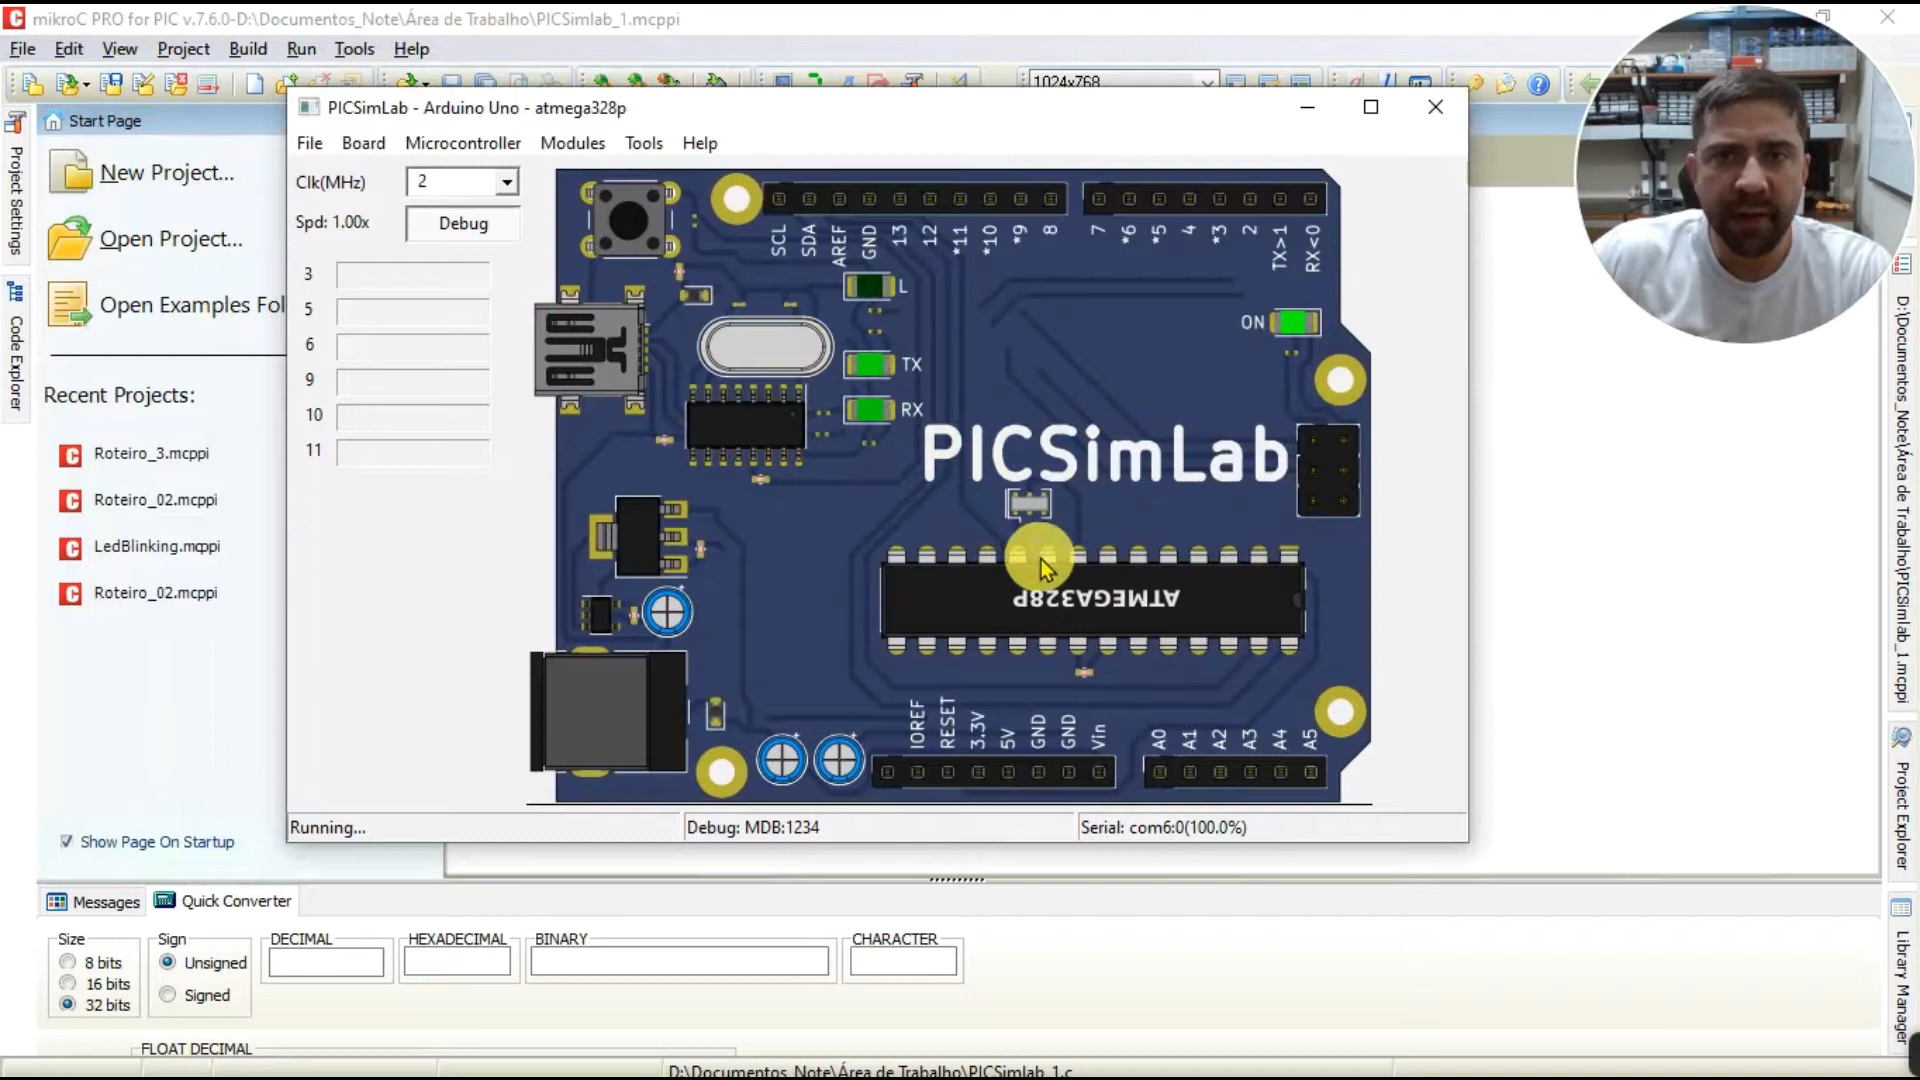 mikroC PRO for PIC v.7.6.0-D:\Documentos_Note\Área de Trabalho\PICSimlab_1.mcppi
File Edit View Project Build Run Tools Help
1024x768
Start Page
Project Settings
Code Explorer
New Project...
Open Project...
Open Examples Fol
Recent Projects:
Roteiro_3.mcppi
Roteiro_02.mcppi
LedBlinking.mcppi
Roteiro_02.mcppi
Show Page On Startup
PICSimLab - Arduino Uno - atmega328p
File Board Microcontroller Modules Tools Help
Clk(MHz) 2
Spd: 1.00x Debug
3
5
6
9
10
11
SCL SDA AREF GND 13 12 *11 *10 *9 8 7 *6 *5 4 *3 2 TX>1 RX<0
L
ON
TX
RX
PICSimLab
ATMEGA328P
IOREF RESET 3.3V 5V GND GND Vin A0 A1 A2 A3 A4 A5
Running... Debug: MDB:1234 Serial: com6:0(100.0%)
D:\Documentos_Note\Área de Trabalho\PICSimlab_1.mcppi
Project Explorer
Library Manager
Messages Quick Converter
Size Sign DECIMAL HEXADECIMAL BINARY CHARACTER
8 bits Unsigned
16 bits
32 bits Signed
FLOAT DECIMAL
D:\Documentos_Note\Área de Trabalho\PICSimlab_1.c